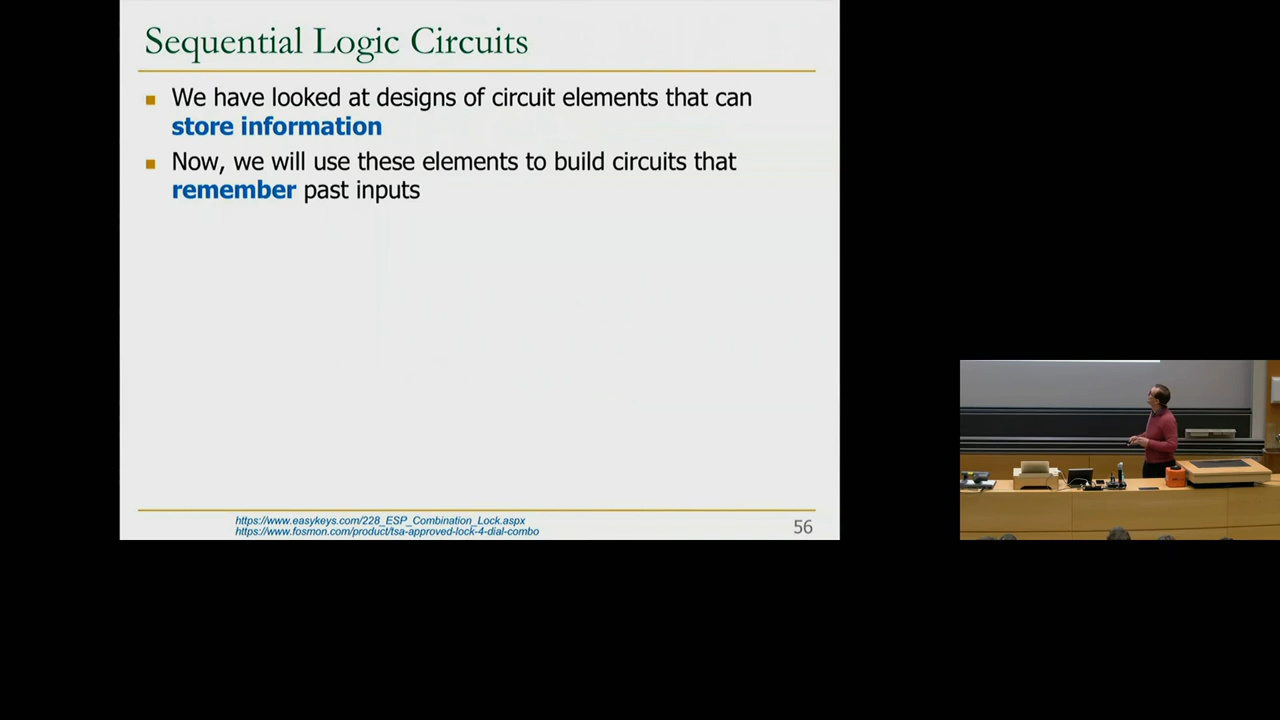 Sequential Logic Circuits
We have looked at designs of circuit elements that can
store information
Now, we will use these elements to build circuits that
remember past inputs
https://www.easykeys.com/228_ESP_Combination_Lock.aspx
https://www.fosmon.com/product/tsa-approved-lock-4-dial-combo
56